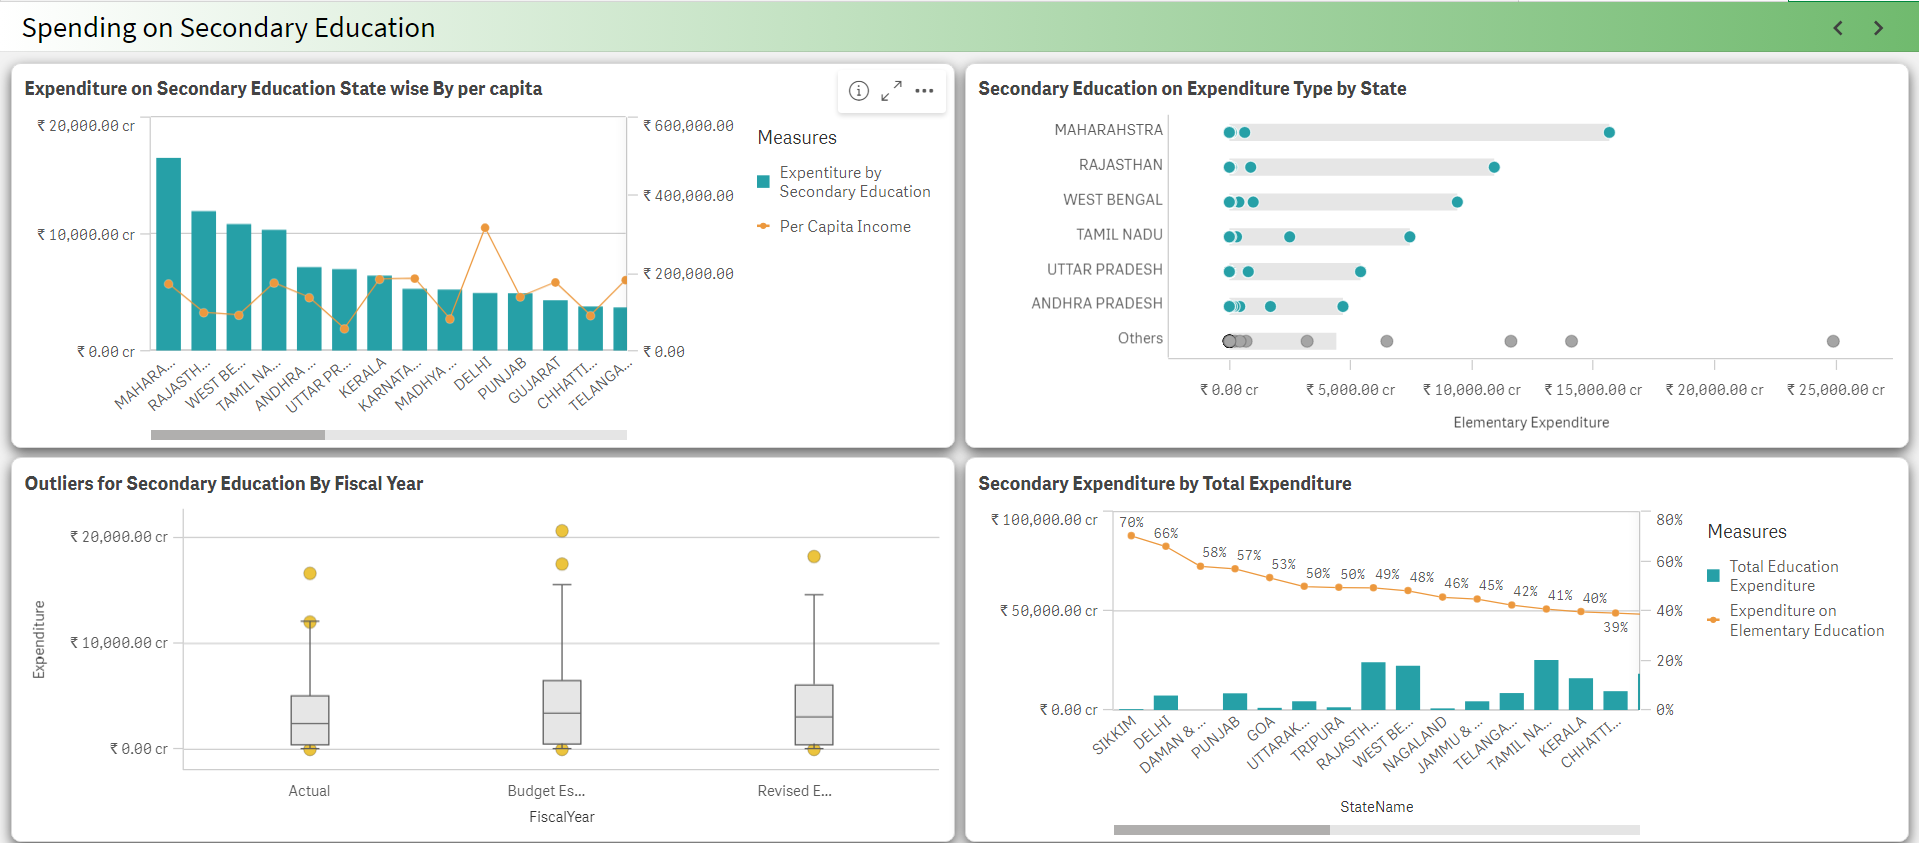 Spending on Secondary Education
Expenditure on Secondary Education State wise By per capita
₹ 20,000.00 cr
₹ 10,000.00 cr
₹ 0.00 cr
₹ 600,000.00
₹ 400,000.00
₹ 200,000.00
₹ 0.00
MAHARA...
RAJASTH...
WEST BE...
TAMIL NA...
ANDHRA ...
UTTAR PR...
KERALA
KARNATA...
MADHYA ...
DELHI
PUNJAB
GUJARAT
CHHATTI...
TELANGA...
Measures
Expentiture by
Secondary Education
Per Capita Income
Secondary Education on Expenditure Type by State
MAHARAHSTRA
RAJASTHAN
WEST BENGAL
TAMIL NADU
UTTAR PRADESH
ANDHRA PRADESH
Others
₹ 0.00 cr
₹ 5,000.00 cr
₹ 10,000.00 cr
₹ 15,000.00 cr
₹ 20,000.00 cr
₹ 25,000.00 cr
Elementary Expenditure
Outliers for Secondary Education By Fiscal Year
Expenditure
₹ 20,000.00 cr
₹ 10,000.00 cr
₹ 0.00 cr
Actual
Budget Es...
Revised E...
FiscalYear
Secondary Expenditure by Total Expenditure
₹ 100,000.00 cr
₹ 50,000.00 cr
₹ 0.00 cr
70%
66%
58%
57%
53%
50%
50%
49%
48%
46%
45%
42%
41%
40%
39%
80%
60%
40%
20%
0%
SIKKIM
DELHI
DAMAN & ...
PUNJAB
GOA
UTTARAK...
TRIPURA
RAJASTH...
WEST BE...
NAGALAND
JAMMU & ...
TELANGA...
TAMIL NA...
KERALA
CHHATTI...
StateName
Measures
Total Education
Expenditure
Expenditure on
Elementary Education